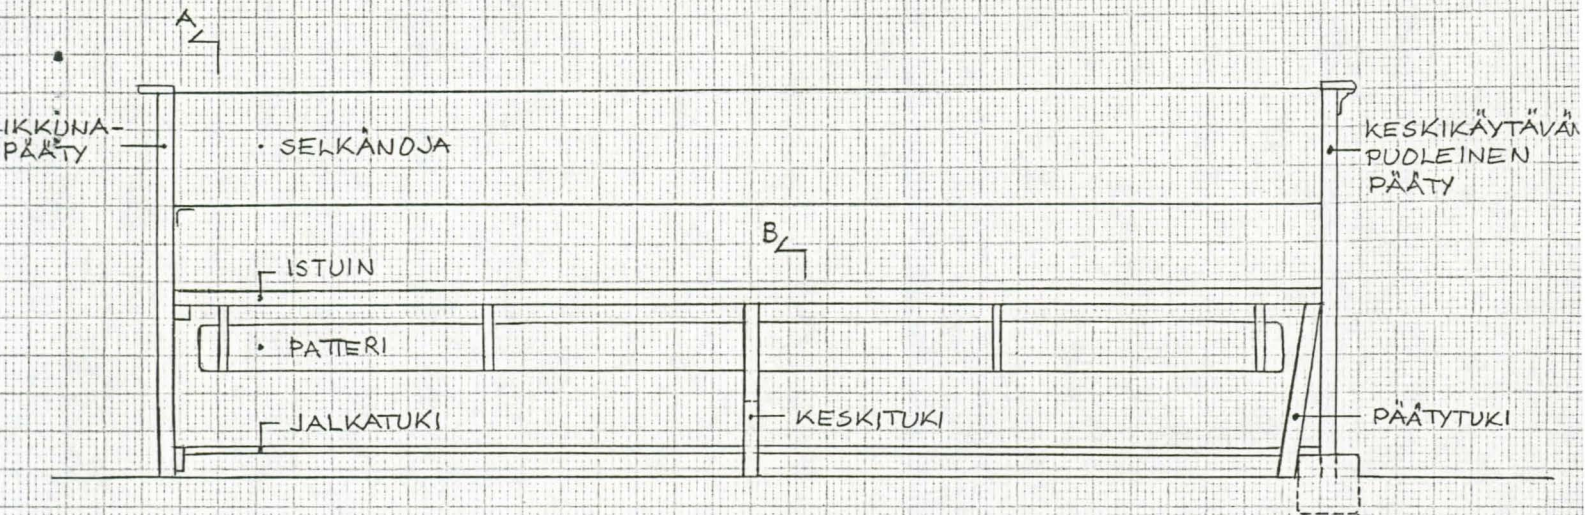 A
IKKUNA-
PÄÄTY
SELKÄNOJA
KESKIKÄYTÄVÄN
PUOLEINEN
PÄÄTY
B
ISTUIN
PATTERI
JALKATUKI
KESKITUKI
PÄÄTYTUKI